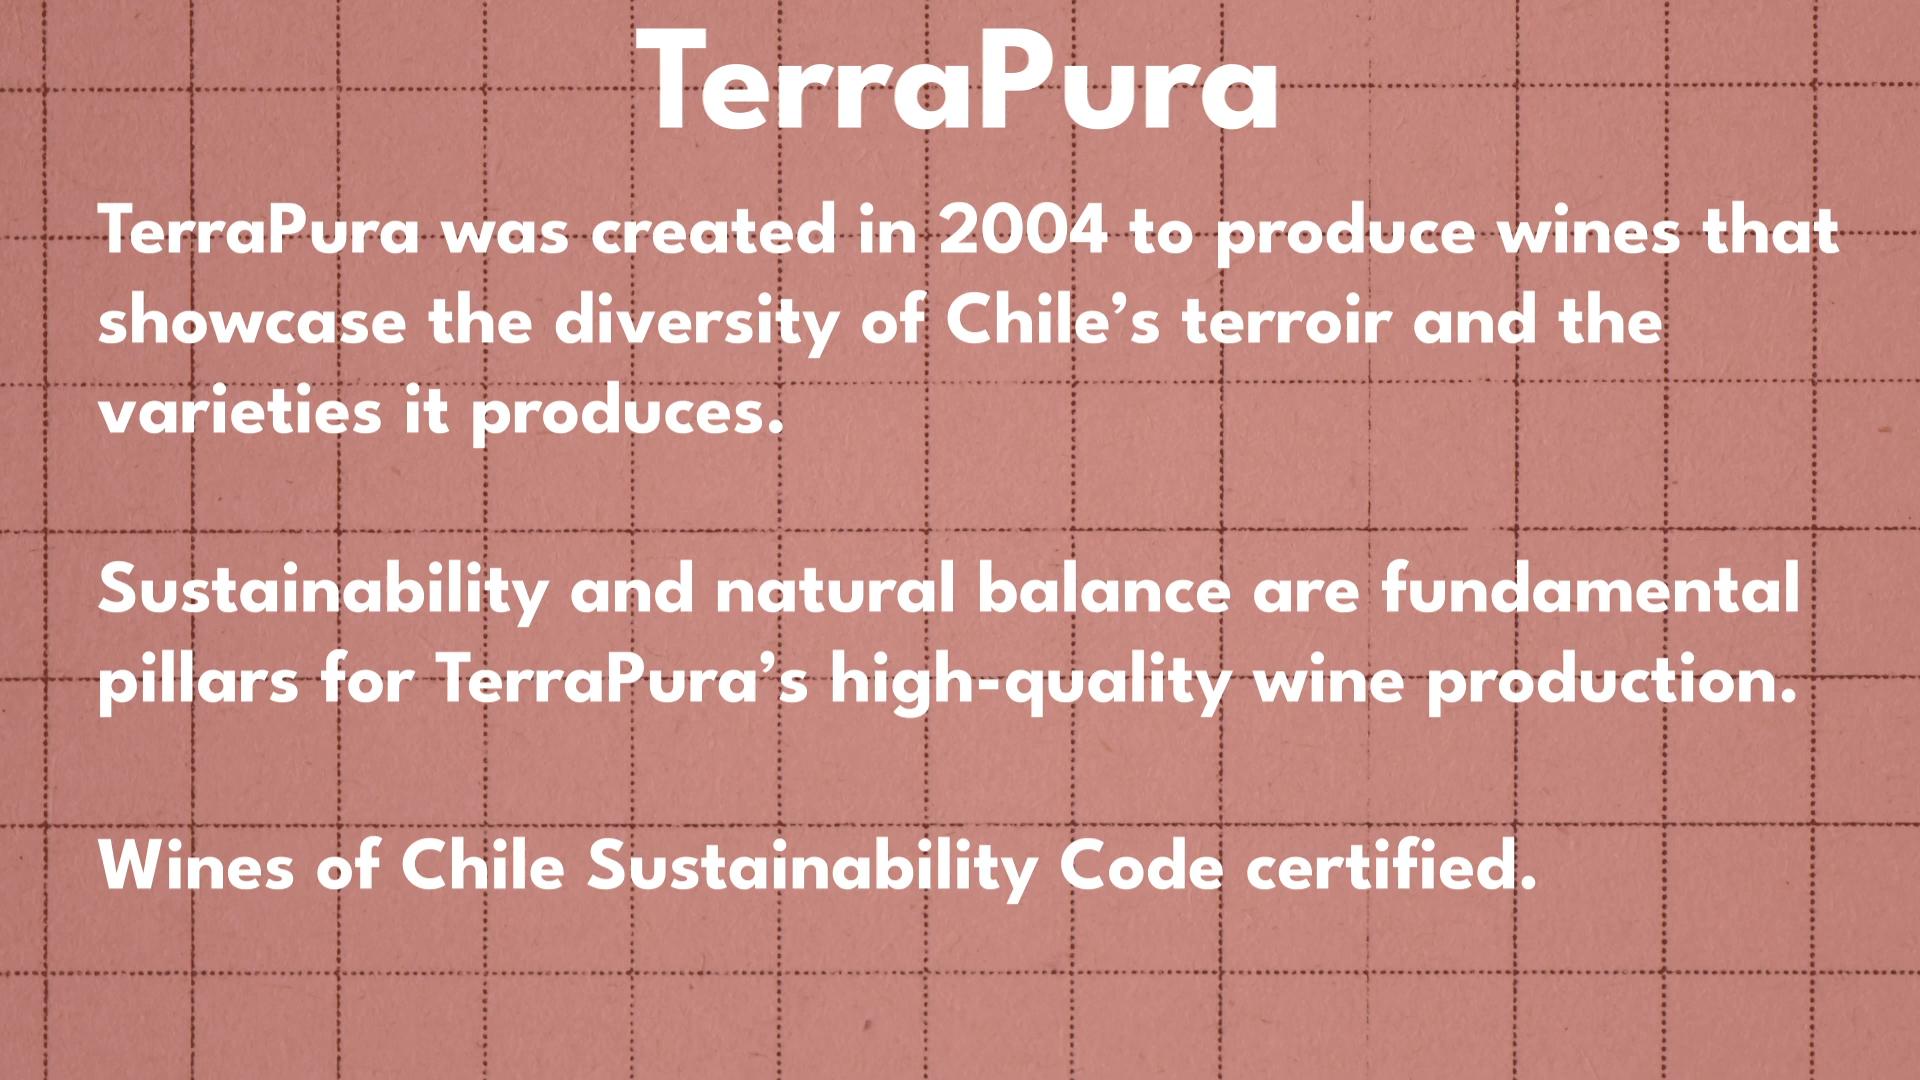 TerraPura
TerraPura was created in 2004 to produce wines that
showcase the diversity of Chile’s terroir and the
varieties it produces.
Sustainability and natural balance are fundamental
pillars for TerraPura’s high-quality wine production.
Wines of Chile Sustainability Code certified.